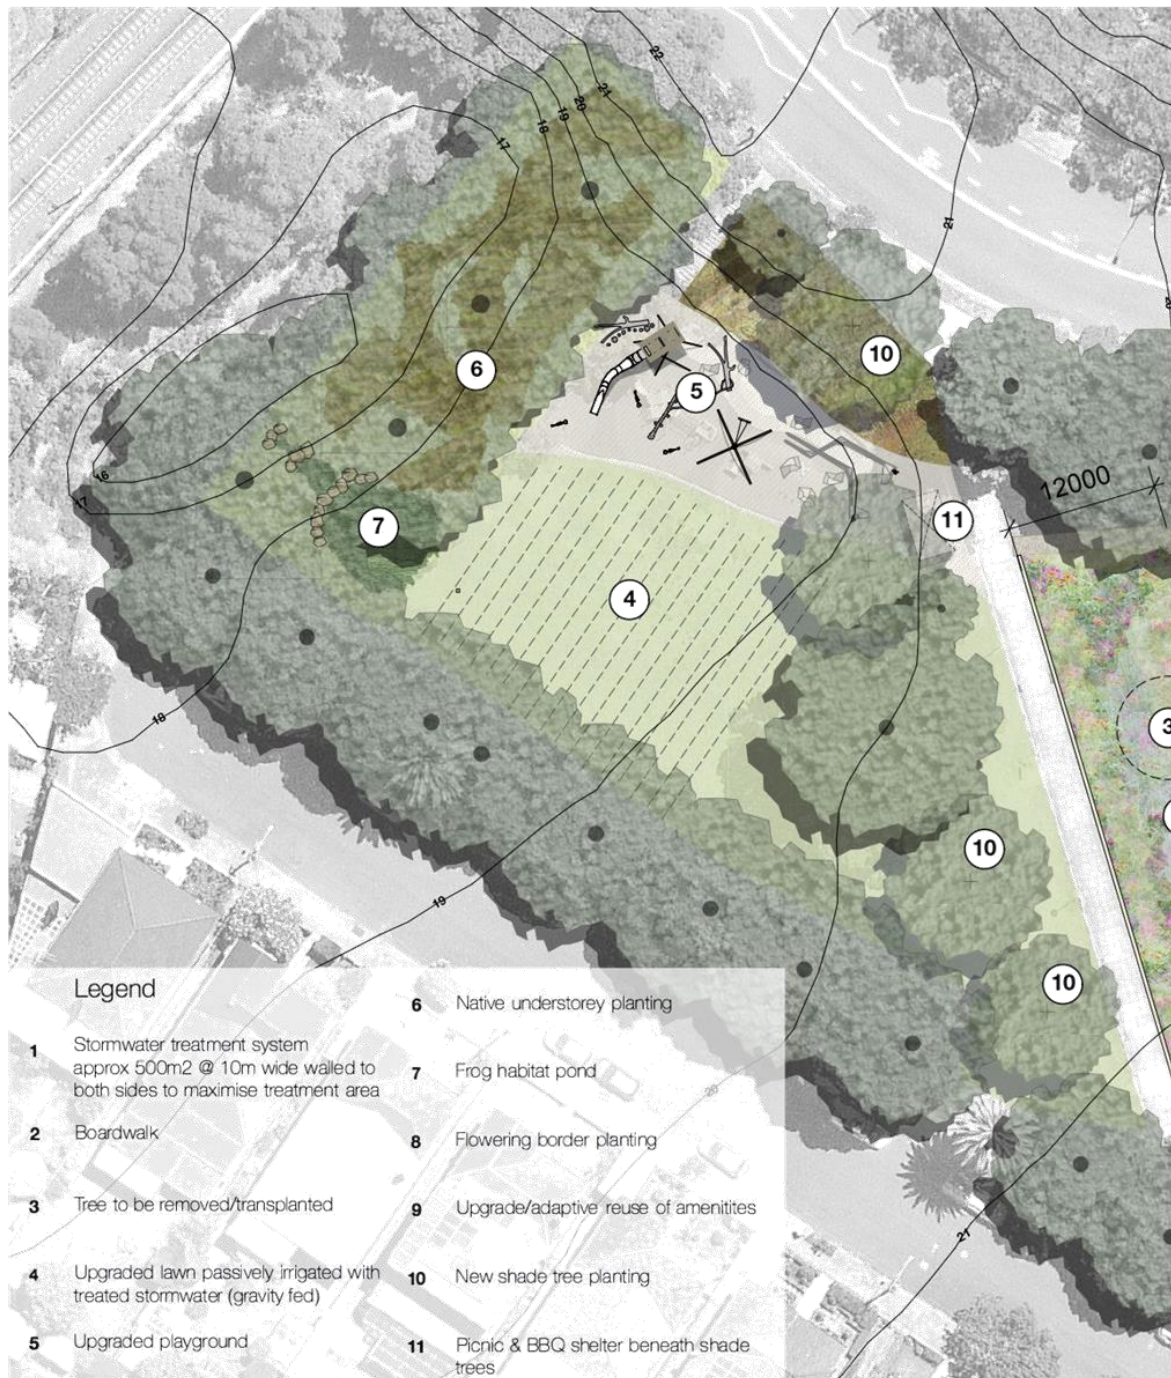 22
21
20
19
18
17
21
10
6
5
16
17
12000
11
7
4
3
18
10
19
10
20
21
Legend
1 Stormwater treatment system
approx 500m2 @ 10m wide walled to
both sides to maximise treatment area
2 Boardwalk
3 Tree to be removed/transplanted
4 Upgraded lawn passively irrigated with
treated stormwater (gravity fed)
5 Upgraded playground
6 Native understorey planting
7 Frog habitat pond
8 Flowering border planting
9 Upgrade/adaptive reuse of amenitites
10 New shade tree planting
11 Picnic & BBQ shelter beneath shade
trees